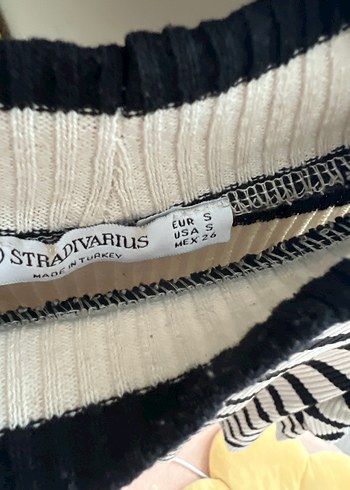 STRADIVARIUS
MADE IN TURKEY
EUR S
USA S
MEX 26